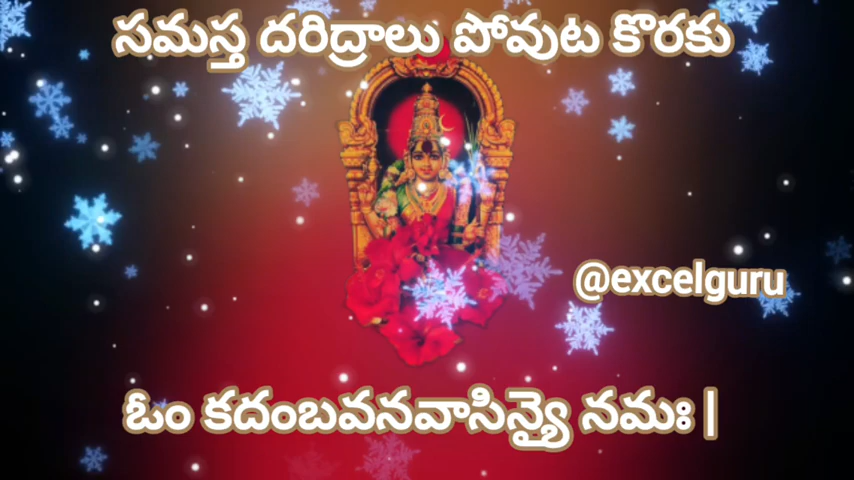 సమస్త దరిద్రాలు పోవుట కొరకు
@excelguru
ఓం కదంబవనవాసిన్యై నమః |